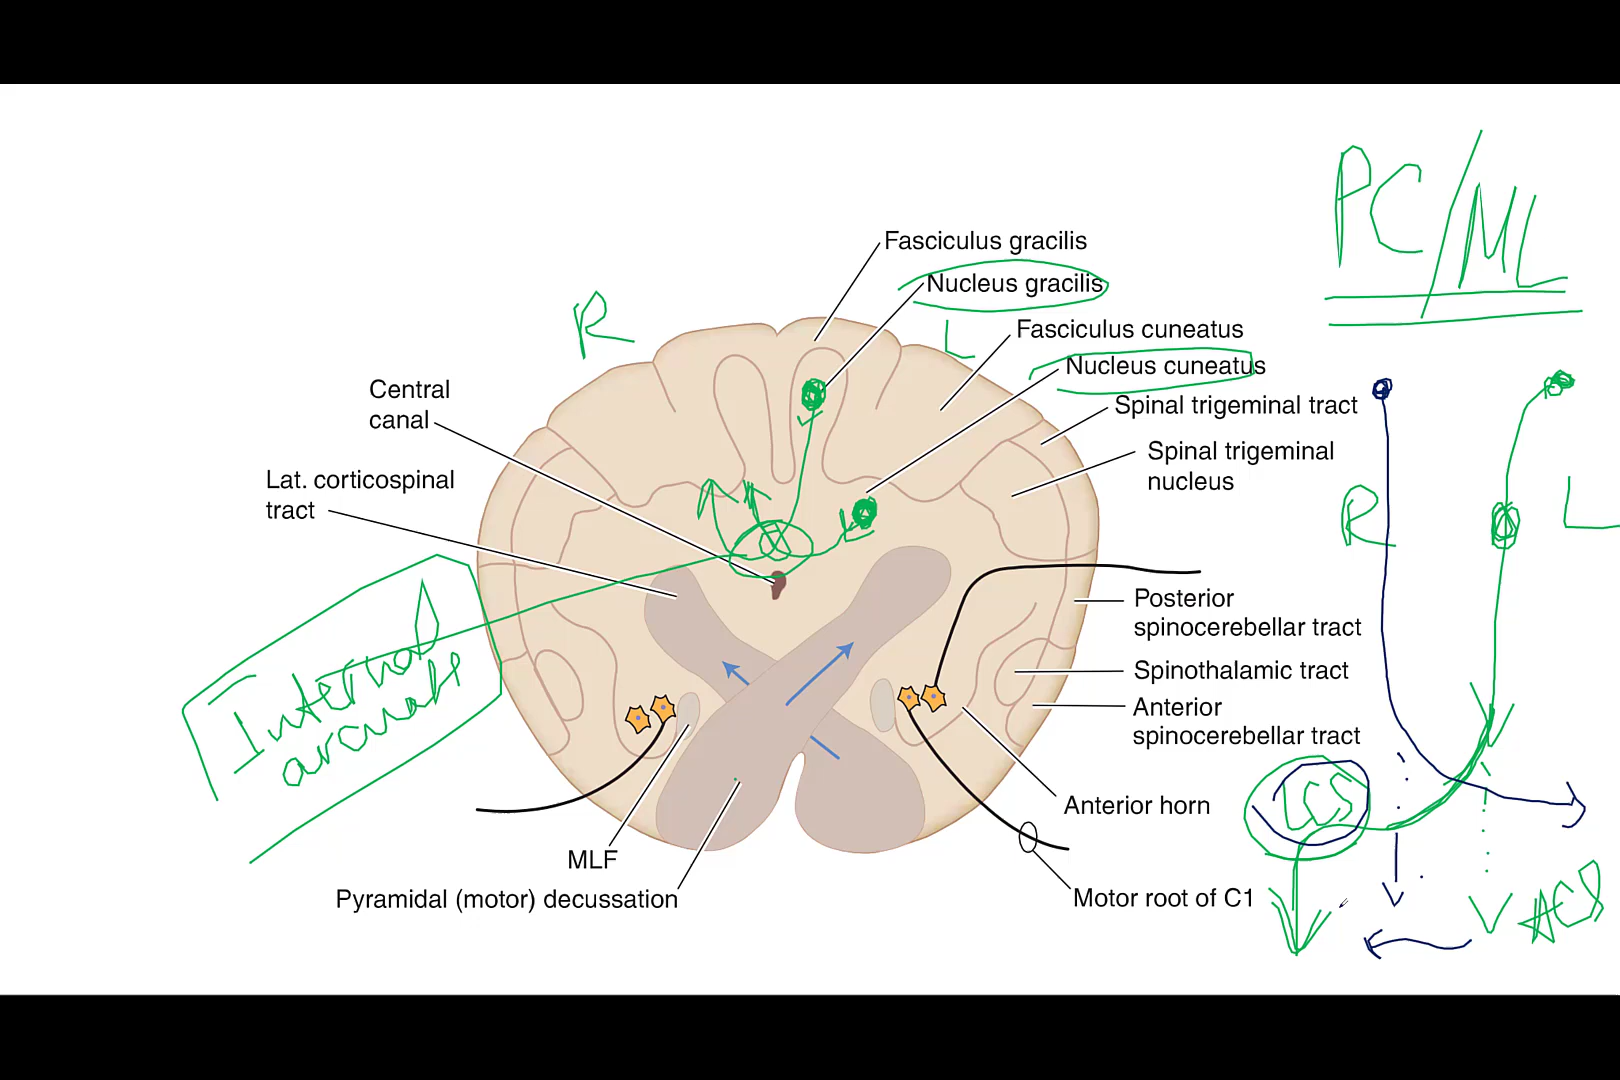 PC/ML
Fasciculus gracilis
Nucleus gracilis
R
L
Fasciculus cuneatus
Nucleus cuneatus
Central
canal
Spinal trigeminal tract
Spinal trigeminal
nucleus
Lat. corticospinal
tract
R
L
Posterior
spinocerebellar tract
Internal
arcuate
Spinothalamic tract
Anterior
spinocerebellar tract
LCS
Anterior horn
MLF
Pyramidal (motor) decussation
Motor root of C1
ACS